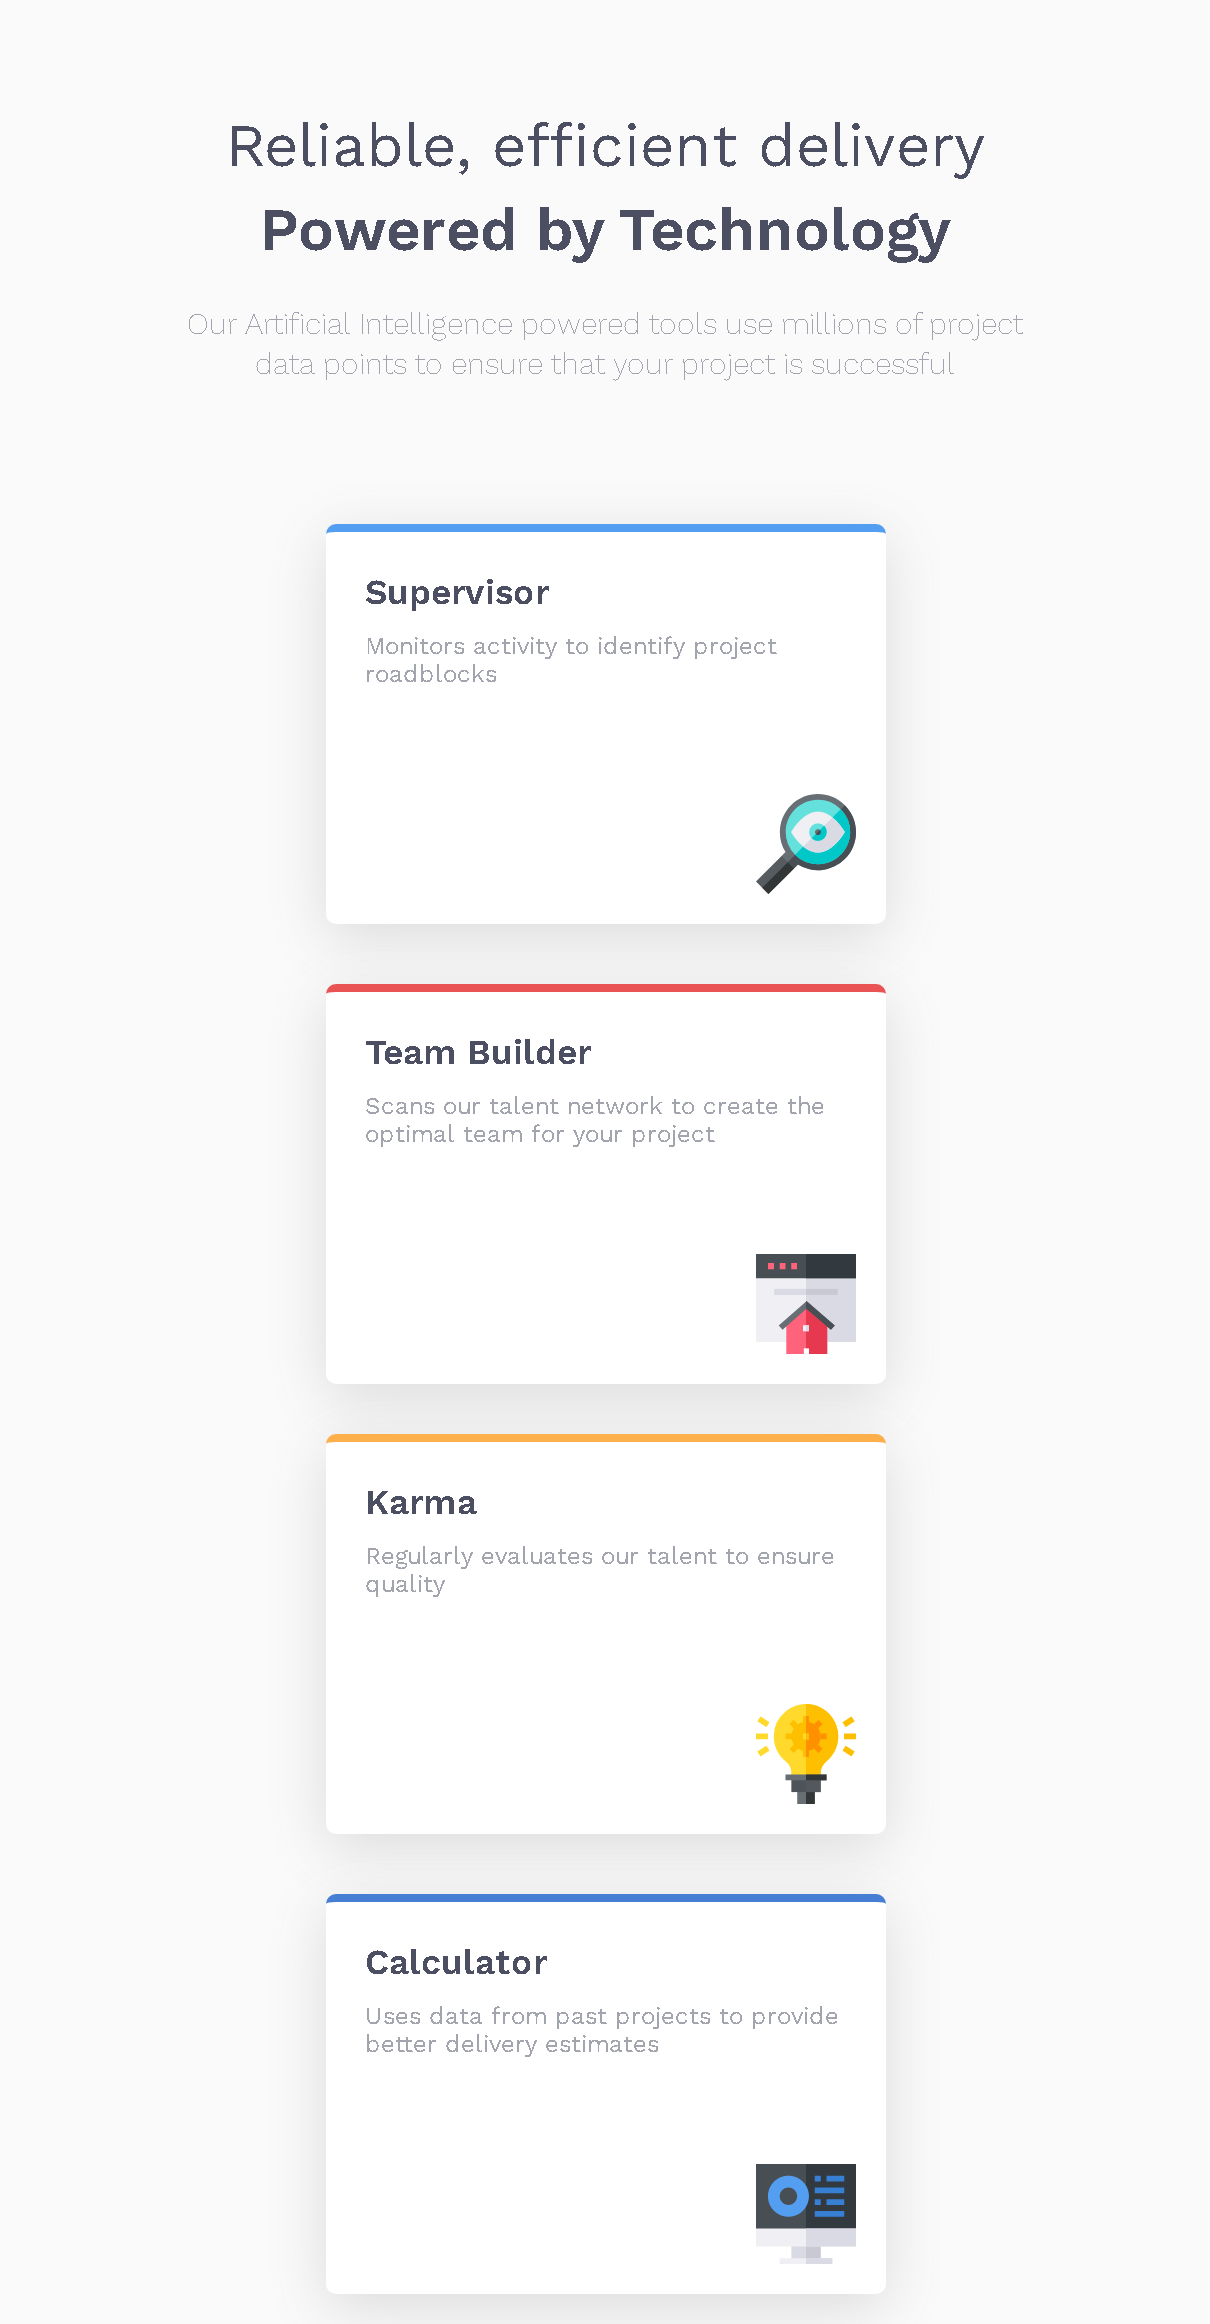 Reliable, efficient delivery
Powered by Technology
Our Artificial Intelligence powered tools use millions of project
data points to ensure that your project is successful
Supervisor
Monitors activity to identify project
roadblocks
Team Builder
Scans our talent network to create the
optimal team for your project
Karma
Regularly evaluates our talent to ensure
quality
Calculator
Uses data from past projects to provide
better delivery estimates